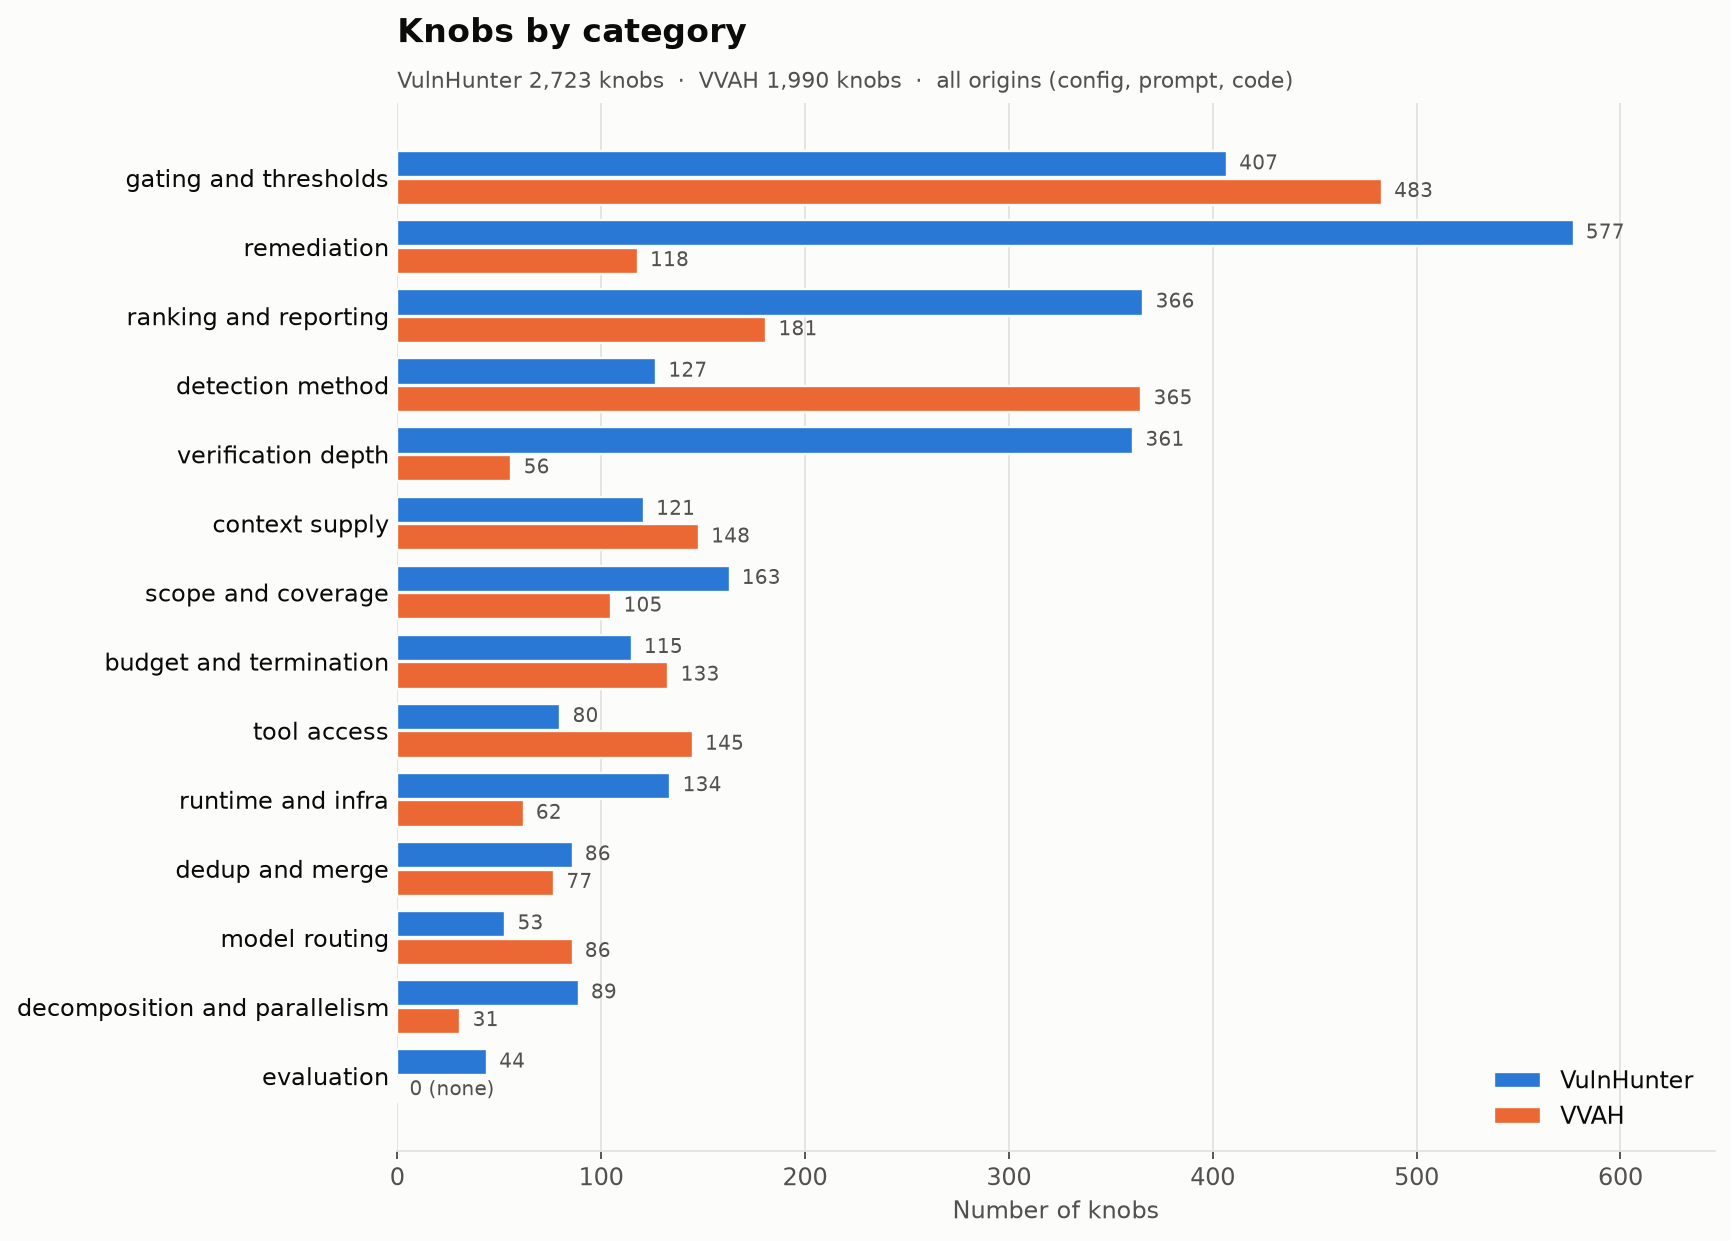 Knobs by category
VulnHunter 2,723 knobs · VVAH 1,990 knobs · all origins (config, prompt, code)
gating and thresholds
407
483
remediation
577
118
ranking and reporting
366
181
detection method
127
365
verification depth
361
56
context supply
121
148
scope and coverage
163
105
budget and termination
115
133
tool access
80
145
runtime and infra
134
62
dedup and merge
86
77
model routing
53
86
decomposition and parallelism
89
31
evaluation
44
0 (none)
VulnHunter
VVAH
0 100 200 300 400 500 600
Number of knobs